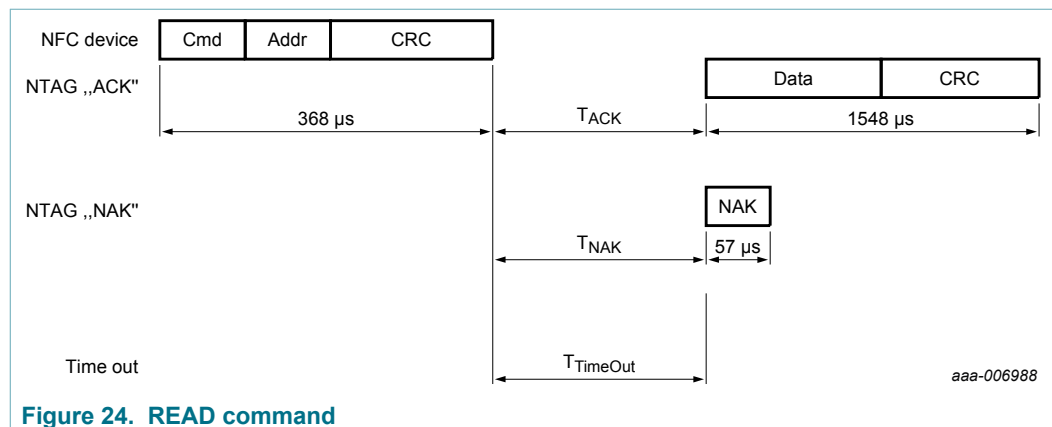 NFC device Cmd Addr CRC
NTAG ,,ACK" Data CRC
368 µs TACK 1548 µs
NTAG ,,NAK" NAK
TNAK 57 µs
Time out TTimeOut aaa-006988
Figure 24. READ command